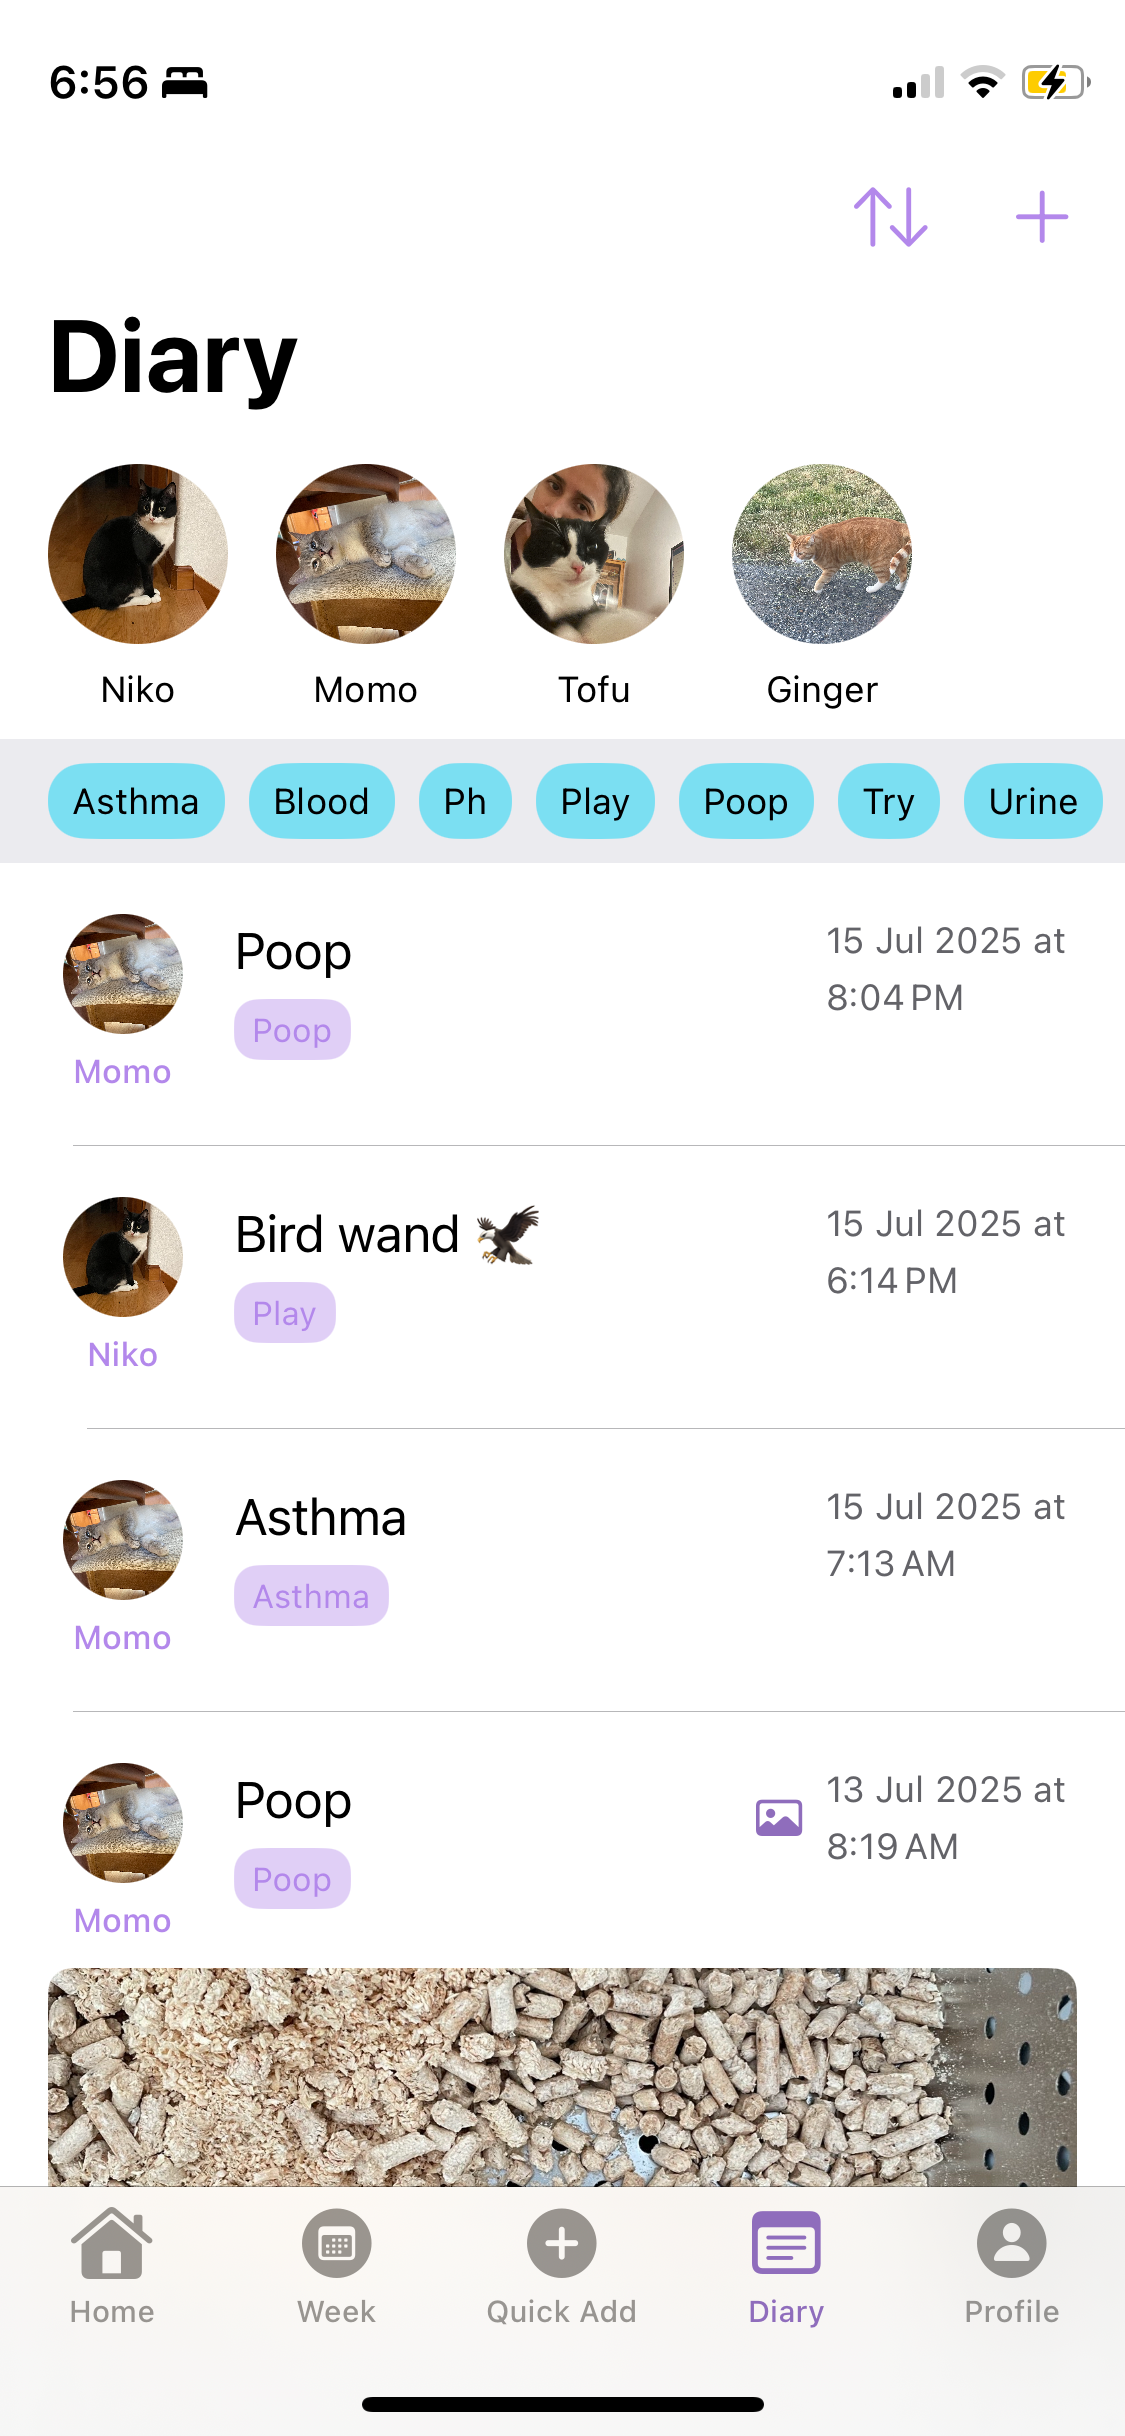 6:56
Diary
Niko Momo Tofu Ginger
Asthma Blood Ph Play Poop Try Urine
Poop
15 Jul 2025 at
8:04 PM
Poop
Momo
Bird wand 🦅
15 Jul 2025 at
6:14 PM
Play
Niko
Asthma
15 Jul 2025 at
7:13 AM
Asthma
Momo
Poop
13 Jul 2025 at
8:19 AM
Poop
Momo
Home Week Quick Add Diary Profile